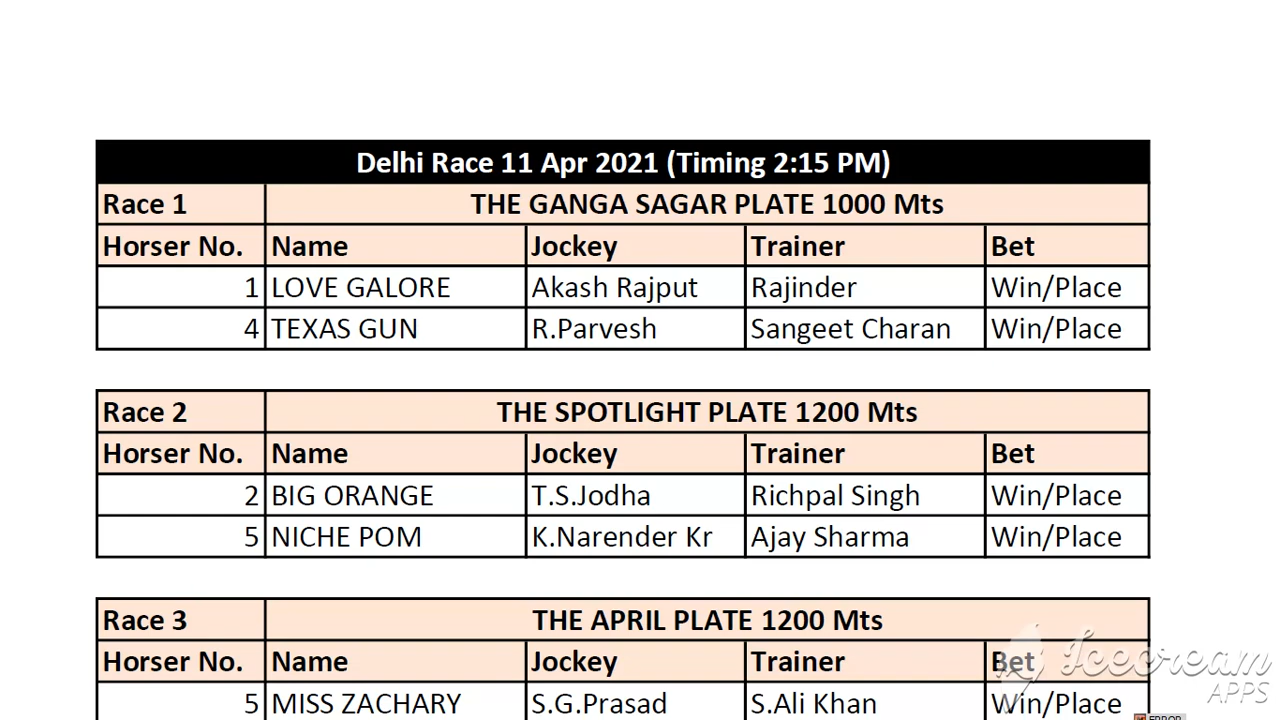 Delhi Race 11 Apr 2021 (Timing 2:15 PM)
Race 1 THE GANGA SAGAR PLATE 1000 Mts
Horser No. Name Jockey Trainer Bet
1 LOVE GALORE Akash Rajput Rajinder Win/Place
4 TEXAS GUN R.Parvesh Sangeet Charan Win/Place
Race 2 THE SPOTLIGHT PLATE 1200 Mts
Horser No. Name Jockey Trainer Bet
2 BIG ORANGE T.S.Jodha Richpal Singh Win/Place
5 NICHE POM K.Narender Kr Ajay Sharma Win/Place
Race 3 THE APRIL PLATE 1200 Mts
Horser No. Name Jockey Trainer Bet
5 MISS ZACHARY S.G.Prasad S.Ali Khan Win/Place
Icecream
APPS
ERROR